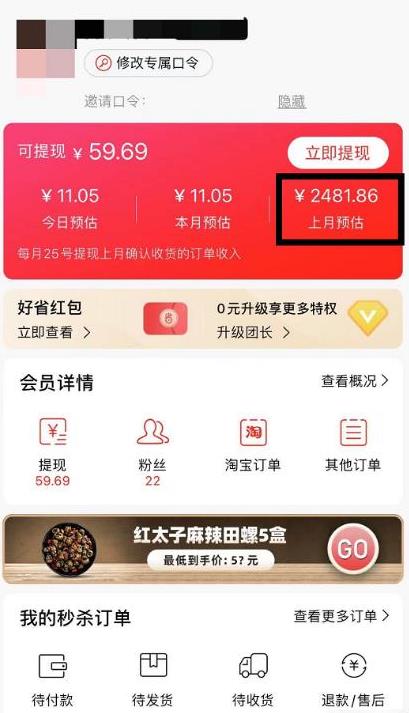 修改专属口令
邀请口令：
隐藏
可提现 ￥59.69
立即提现
￥11.05
￥11.05
￥2481.86
今日预估
本月预估
上月预估
每月25号提现上月确认收货的订单收入
好省红包
立即查看 >
省
0元升级享更多特权
升级团长 >
会员详情
查看概况 >
淘
提现
粉丝
淘宝订单
其他订单
59.69
22
红太子麻辣田螺5盒
最低到手价：5?元
GO
我的秒杀订单
查看更多订单 >
待付款
待发货
待收货
退款/售后